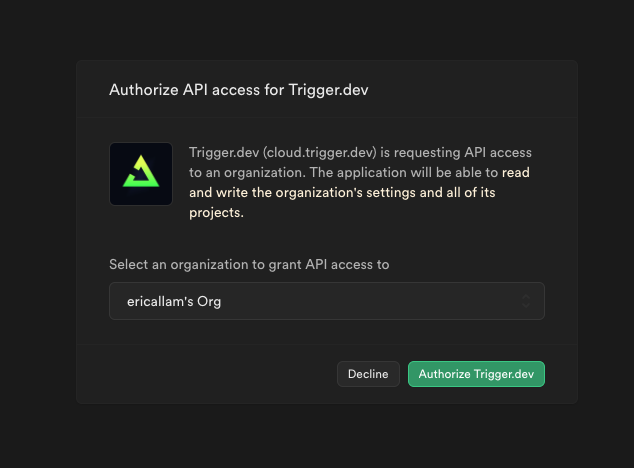 Authorize API access for Trigger.dev
Trigger.dev (cloud.trigger.dev) is requesting API access
to an organization. The application will be able to read
and write the organization's settings and all of its
projects.
Select an organization to grant API access to
ericallam's Org
Decline
Authorize Trigger.dev